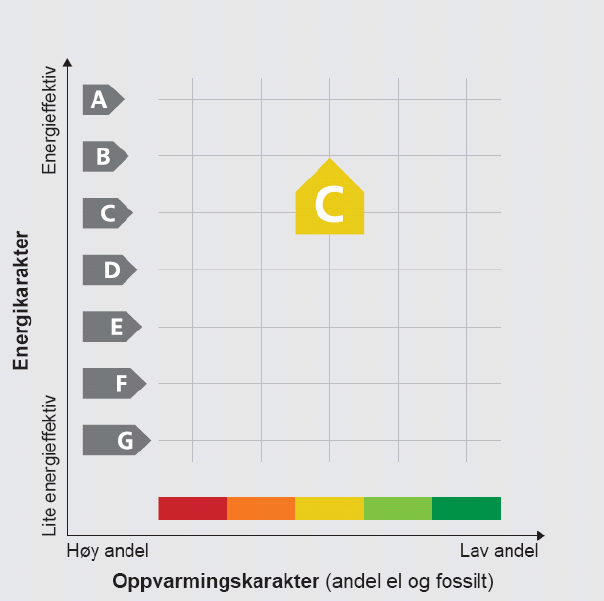 Energikarakter
Energieffektiv
Lite energieffektiv
A
B
C
C
D
E
F
G
Høy andel
Lav andel
Oppvarmingskarakter (andel el og fossilt)